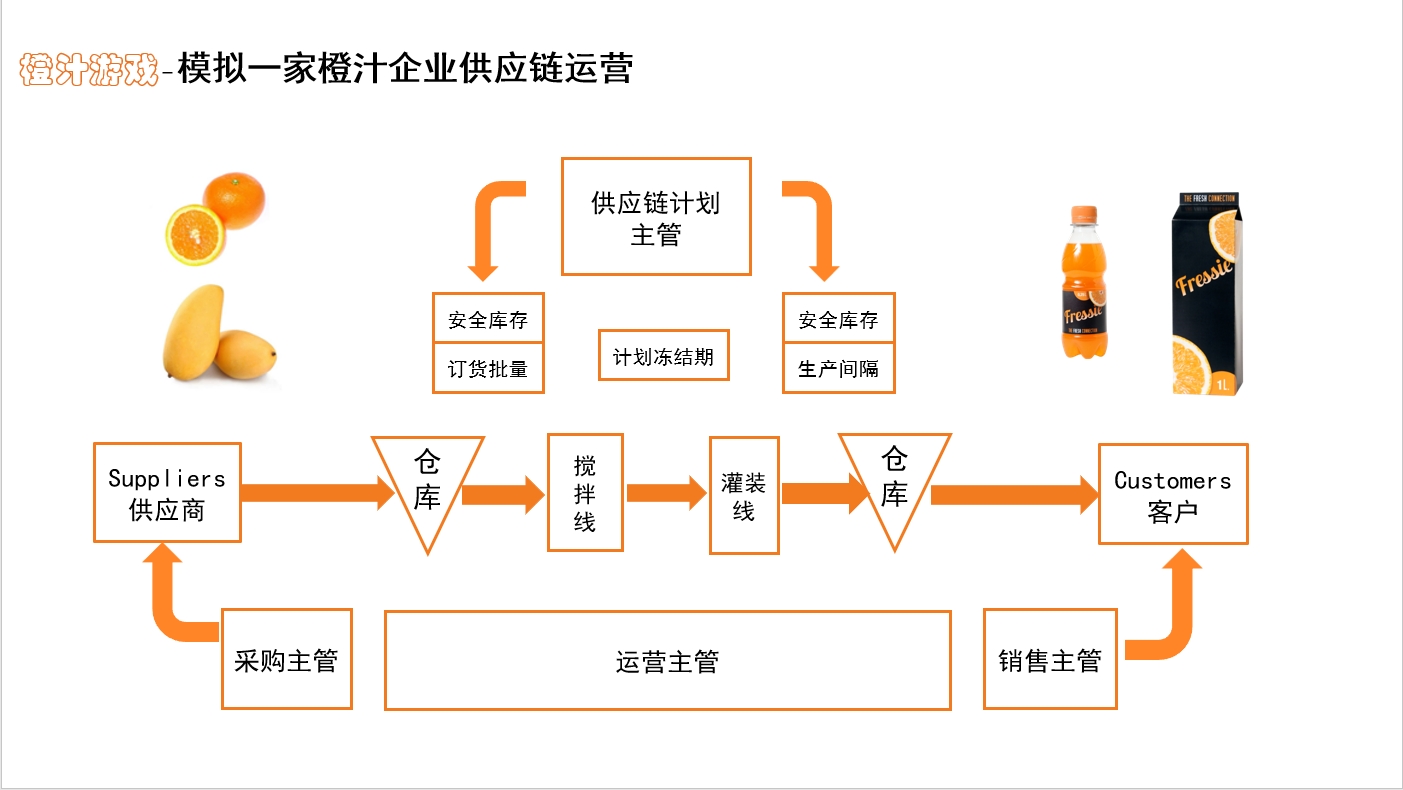 橙汁游戏-模拟一家橙汁企业供应链运营
供应链计划
主管
安全库存
订货批量
计划冻结期
安全库存
生产间隔
Fressie
THE FRESH CONNECTION
THE FRESH CONNECTION
Fressie
1L
Suppliers
供应商
仓
库
搅
拌
线
灌装
线
仓
库
Customers
客户
采购主管
运营主管
销售主管